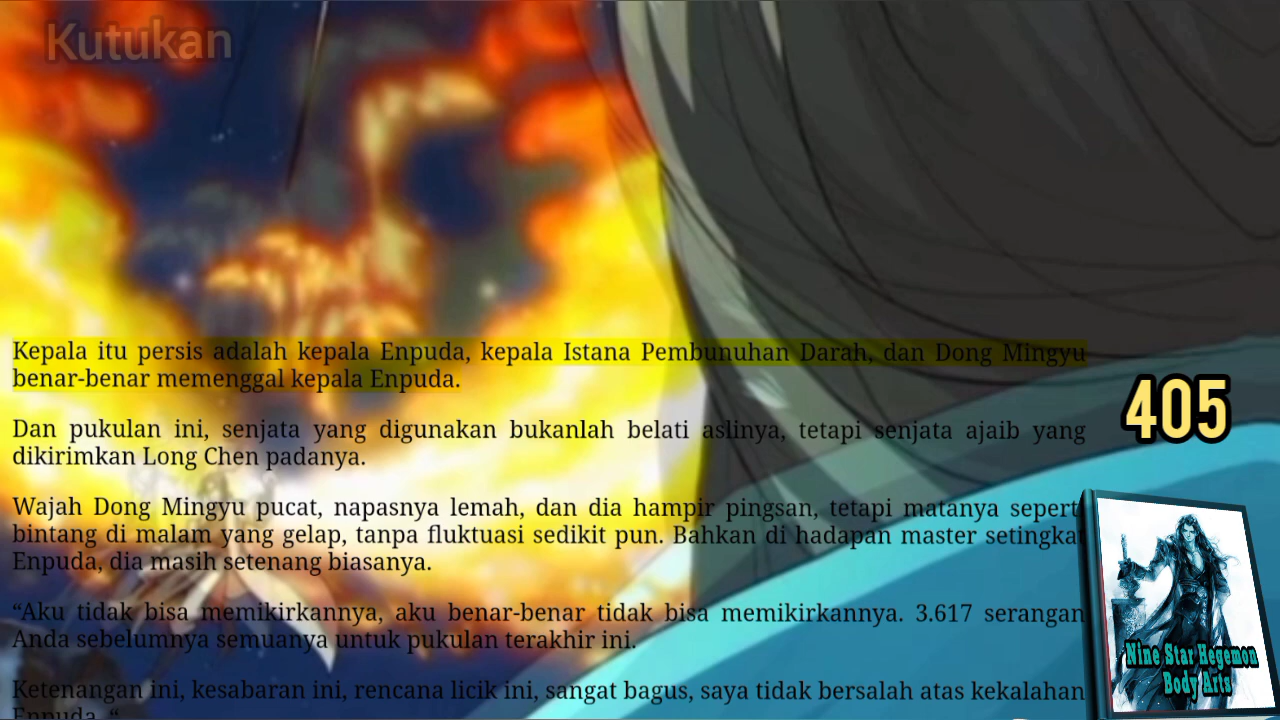 Kutukan
Kepala itu persis adalah kepala Enpuda, kepala Istana Pembunuhan Darah, dan Dong Mingyu
benar-benar memenggal kepala Enpuda.
Dan pukulan ini, senjata yang digunakan bukanlah belati aslinya, tetapi senjata ajaib yang
dikirimkan Long Chen padanya.
Wajah Dong Mingyu pucat, napasnya lemah, dan dia hampir pingsan, tetapi matanya sepert
bintang di malam yang gelap, tanpa fluktuasi sedikit pun. Bahkan di hadapan master setingkat
Enpuda, dia masih setenang biasanya.
“Aku tidak bisa memikirkannya, aku benar-benar tidak bisa memikirkannya. 3.617 serangan
Anda sebelumnya semuanya untuk pukulan terakhir ini.
Ketenangan ini, kesabaran ini, rencana licik ini, sangat bagus, saya tidak bersalah atas kekalahan
Enpuda. “
405
Nine Star Hegemon
Body Arts